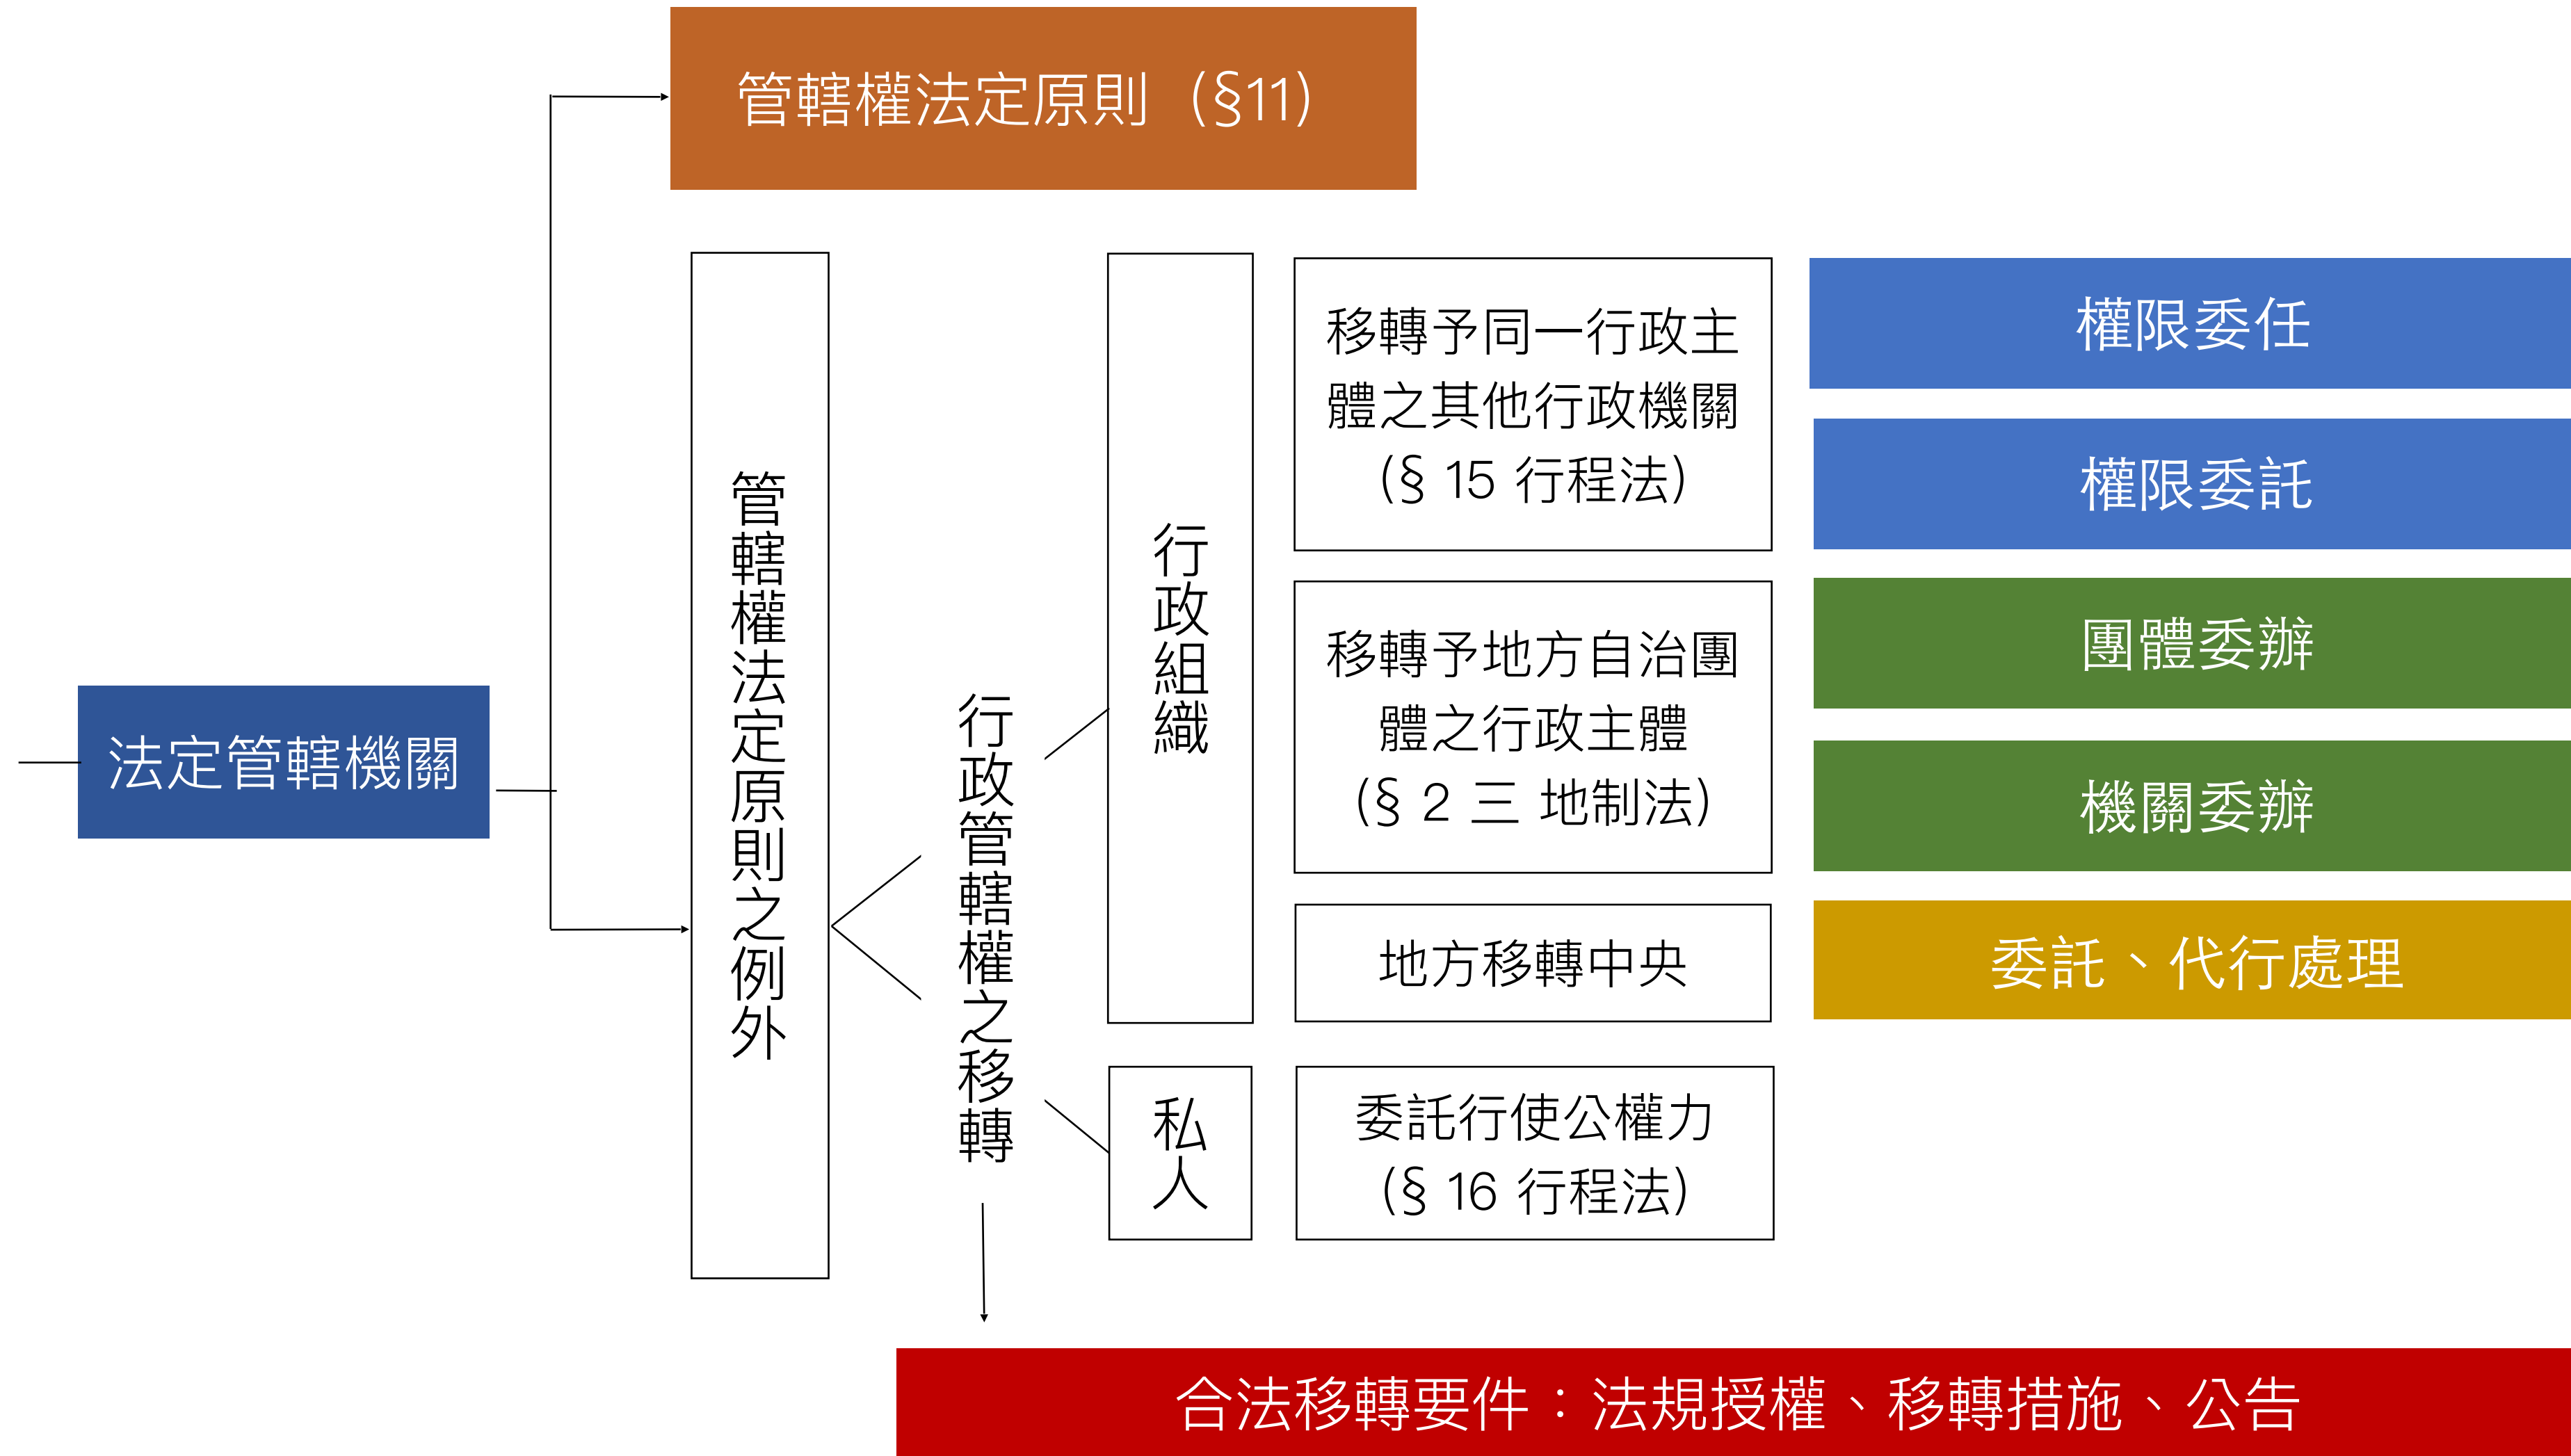 管轄權法定原則（§11）
法定管轄機關
管轄權法定原則之例外
行政管轄權之移轉
行政組織
移轉予同一行政主
體之其他行政機關
（§ 15 行程法）
權限委任
權限委託
移轉予地方自治團
體之行政主體
（§ 2 三 地制法）
團體委辦
機關委辦
地方移轉中央
委託、代行處理
私人
委託行使公權力
（§ 16 行程法）
合法移轉要件：法規授權、移轉措施、公告